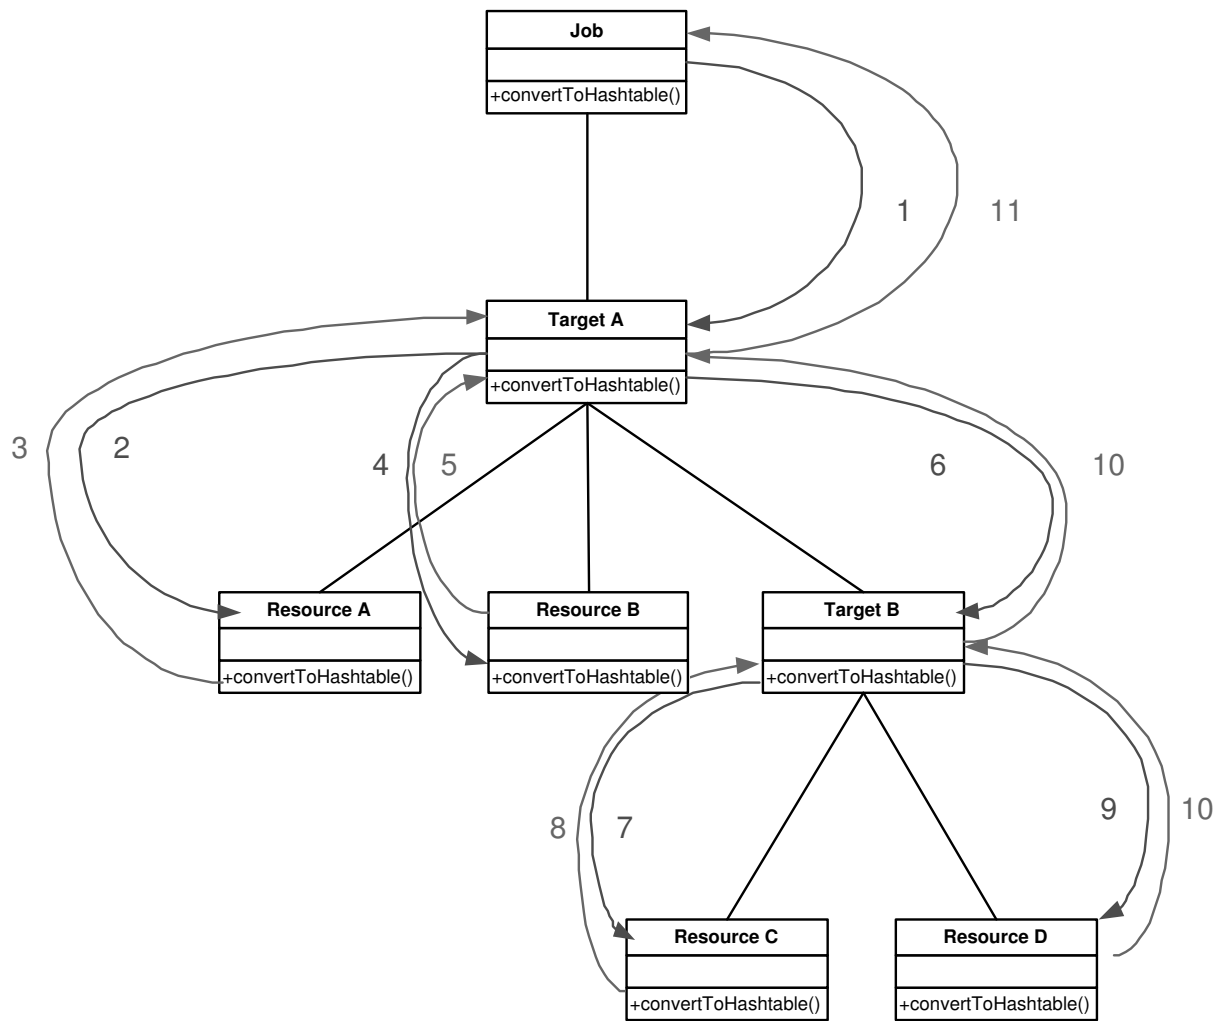 Job
+convertToHashtable()
1
11
Target A
+convertToHashtable()
3
2
4
5
6
10
Resource A
+convertToHashtable()
Resource B
+convertToHashtable()
Target B
+convertToHashtable()
8
7
9
10
Resource C
+convertToHashtable()
Resource D
+convertToHashtable()